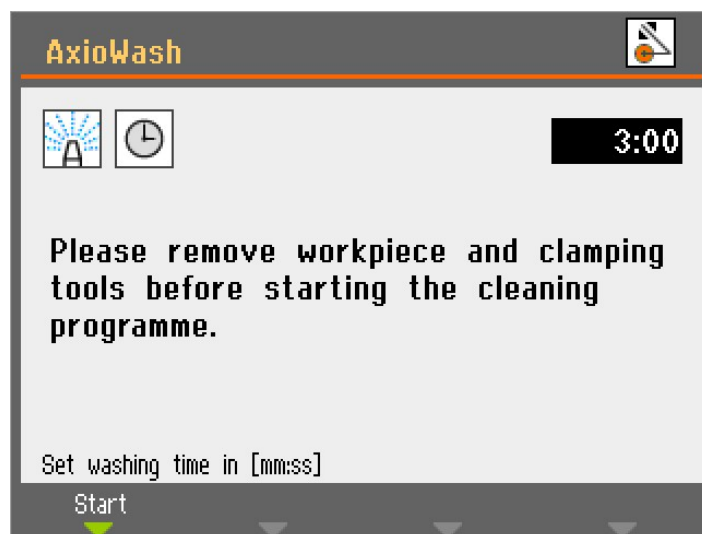 AxioWash
3:00
Please remove workpiece and clamping
tools before starting the cleaning
programme.
Set washing time in [mm:ss]
Start